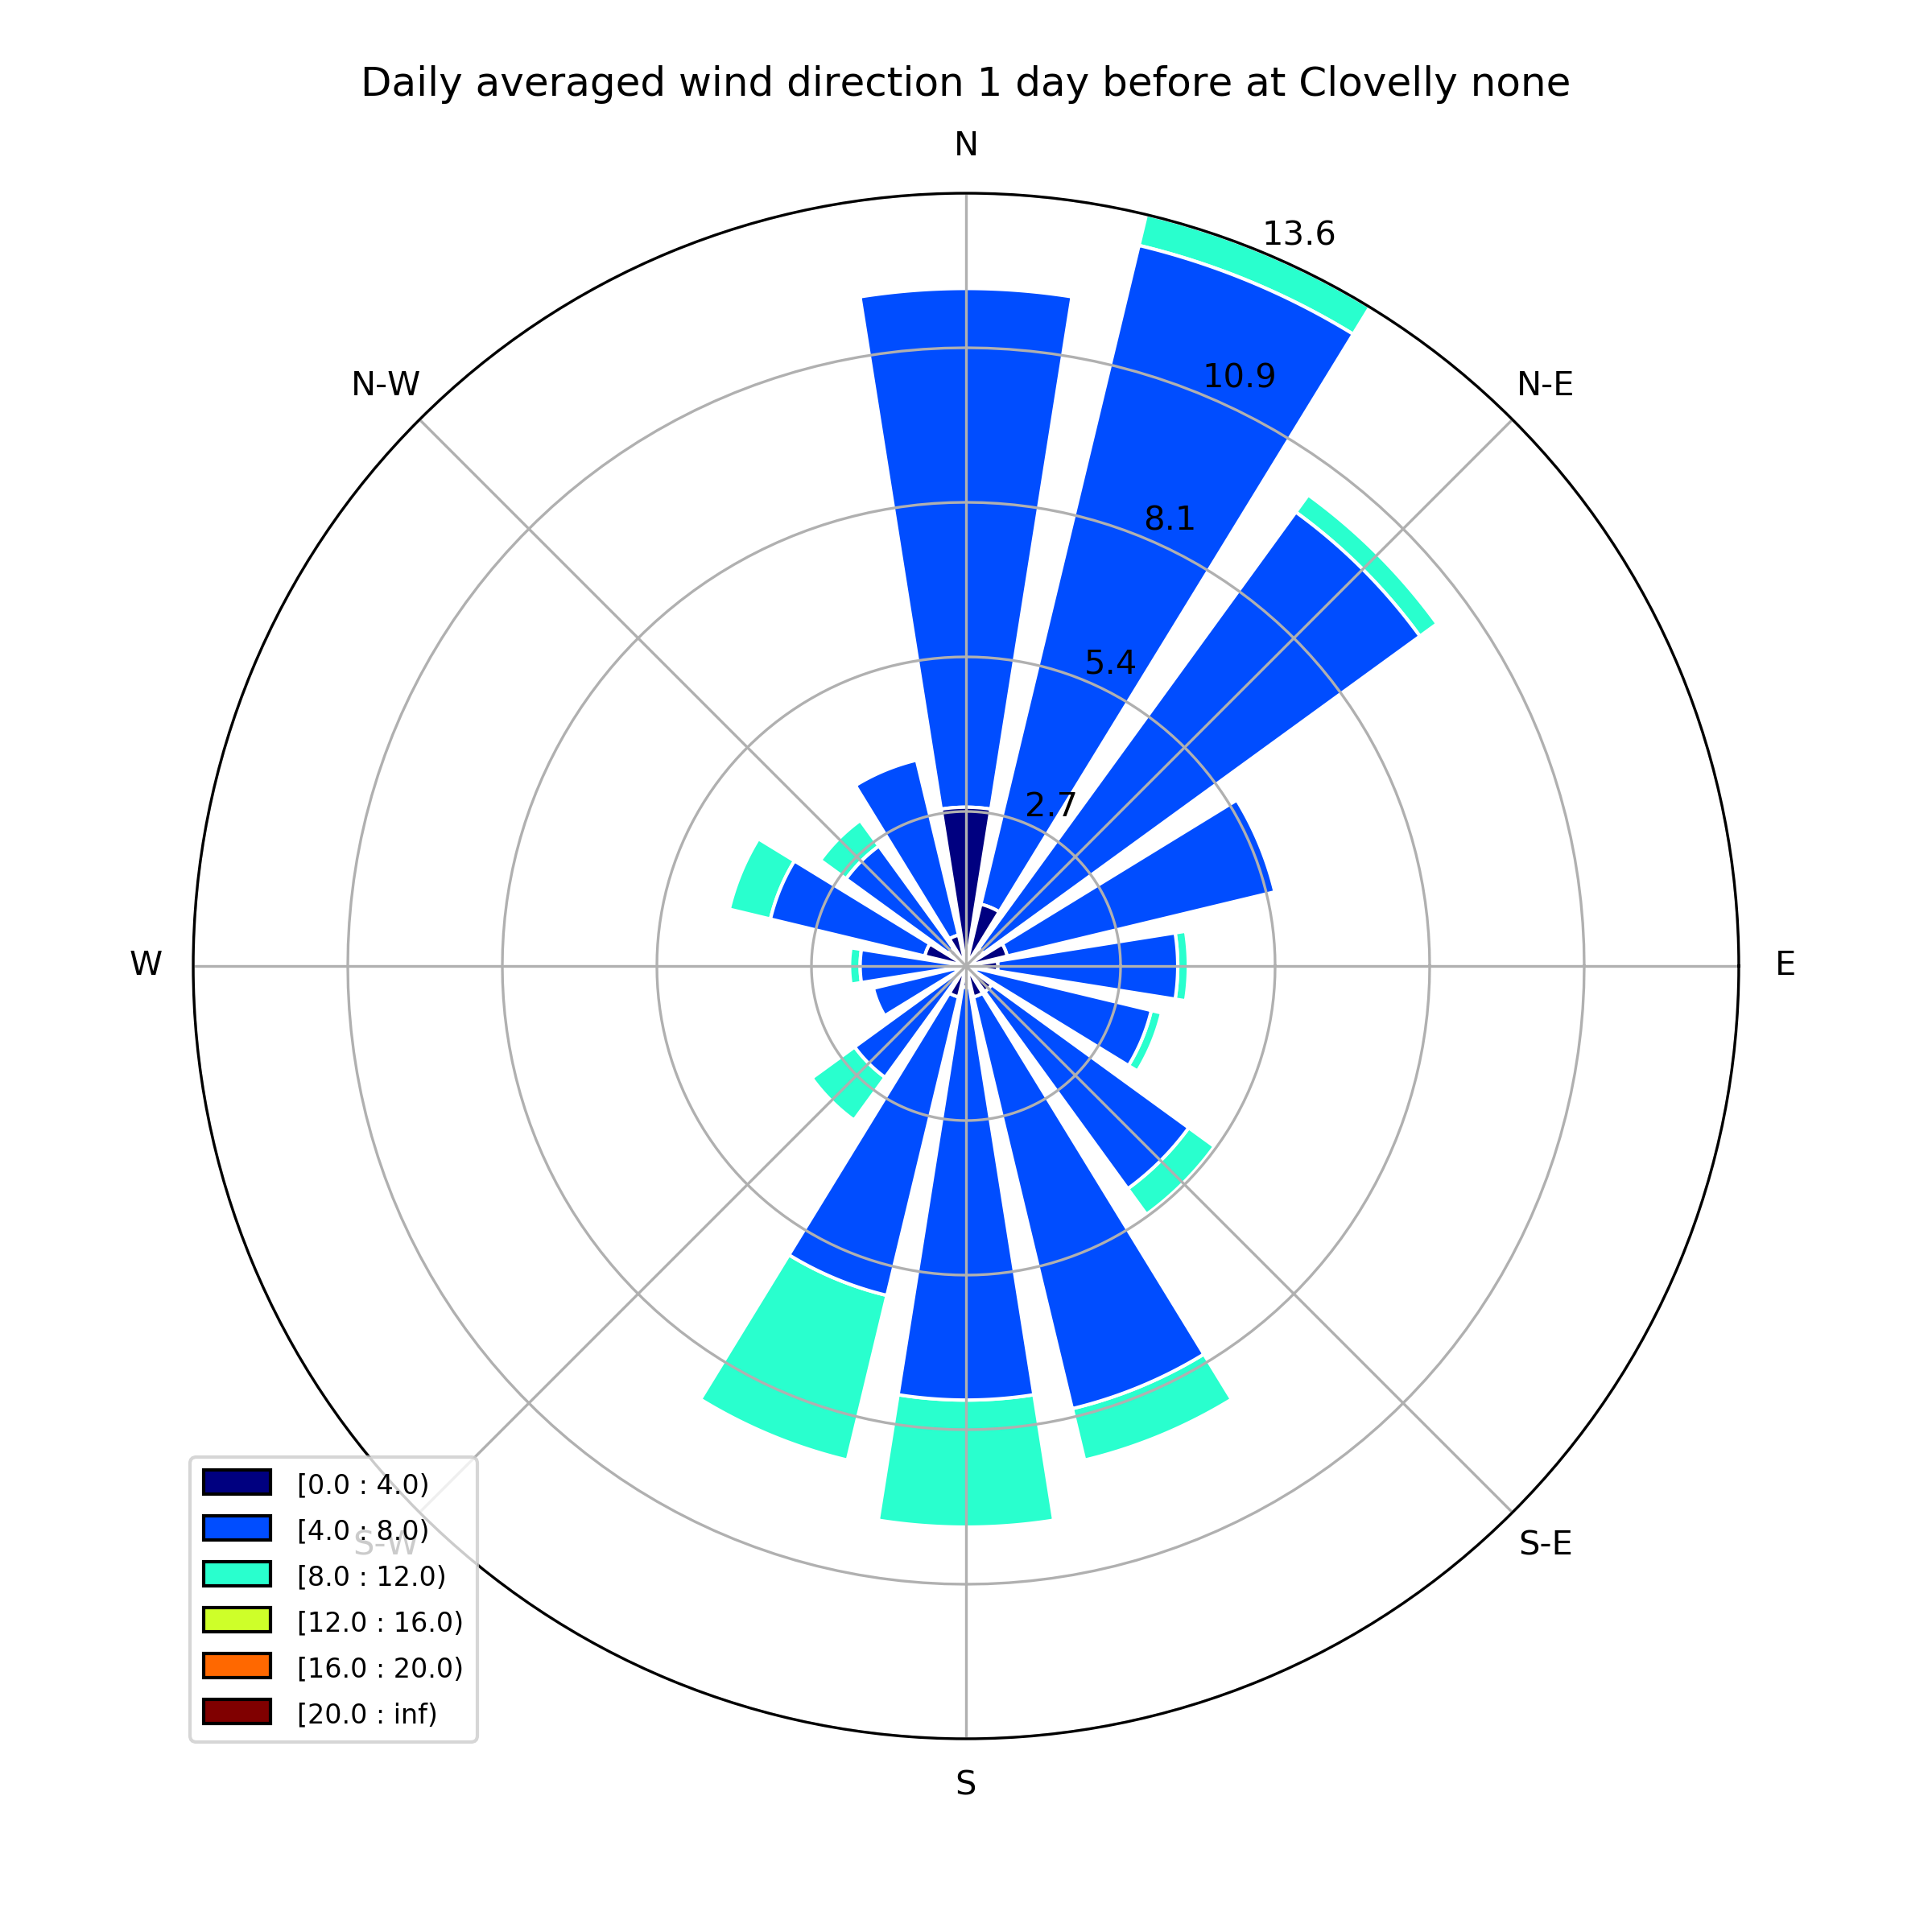 Daily averaged wind direction 1 day before at Clovelly none
N
13.6
N-W
10.9
N-E
8.1
5.4
2.7
W
E
[0.0 : 4.0)
[4.0 : 8.0)
S-W
S-E
[8.0 : 12.0)
[12.0 : 16.0)
[16.0 : 20.0)
[20.0 : inf)
S